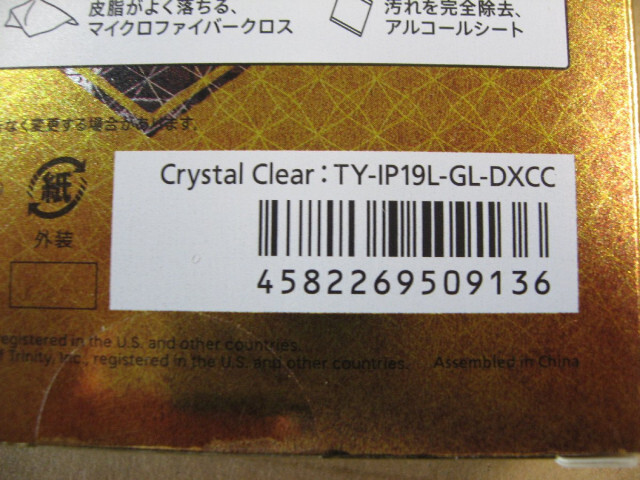 皮脂がよく落ちる、
マイクロファイバークロス
汚れを完全除去、
アルコールシート
なく変更する場合があります。
紙
外装
Crystal Clear：TY-IP19L-GL-DXCC
4582269509136
registered in the U.S. and other countries.
of Trinity, Inc., registered in the U.S. and other countries.
Assembled in China